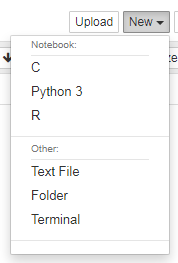 Upload New
Notebook:
C
Python 3
R
Other:
Text File
Folder
Terminal